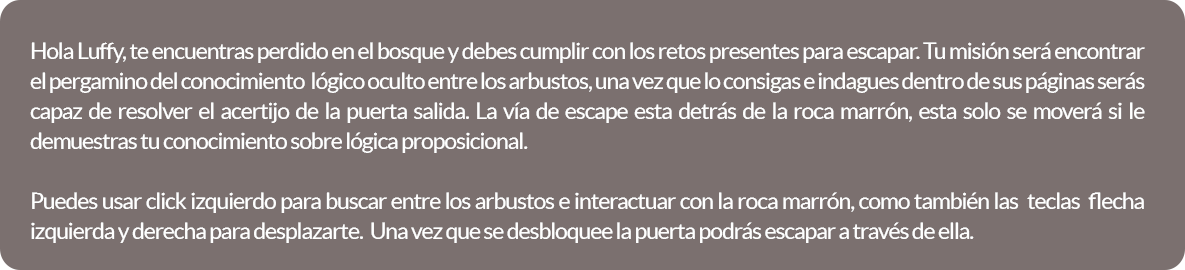 Hola Luffy, te encuentras perdido en el bosque y debes cumplir con los retos presentes para escapar. Tu misión será encontrar
el pergamino del conocimiento lógico oculto entre los arbustos, una vez que lo consigas e indagues dentro de sus páginas serás
capaz de resolver el acertijo de la puerta salida. La vía de escape esta detrás de la roca marrón, esta solo se moverá si le
demuestras tu conocimiento sobre lógica proposicional.
Puedes usar click izquierdo para buscar entre los arbustos e interactuar con la roca marrón, como también las teclas flecha
izquierda y derecha para desplazarte. Una vez que se desbloquee la puerta podrás escapar a través de ella.